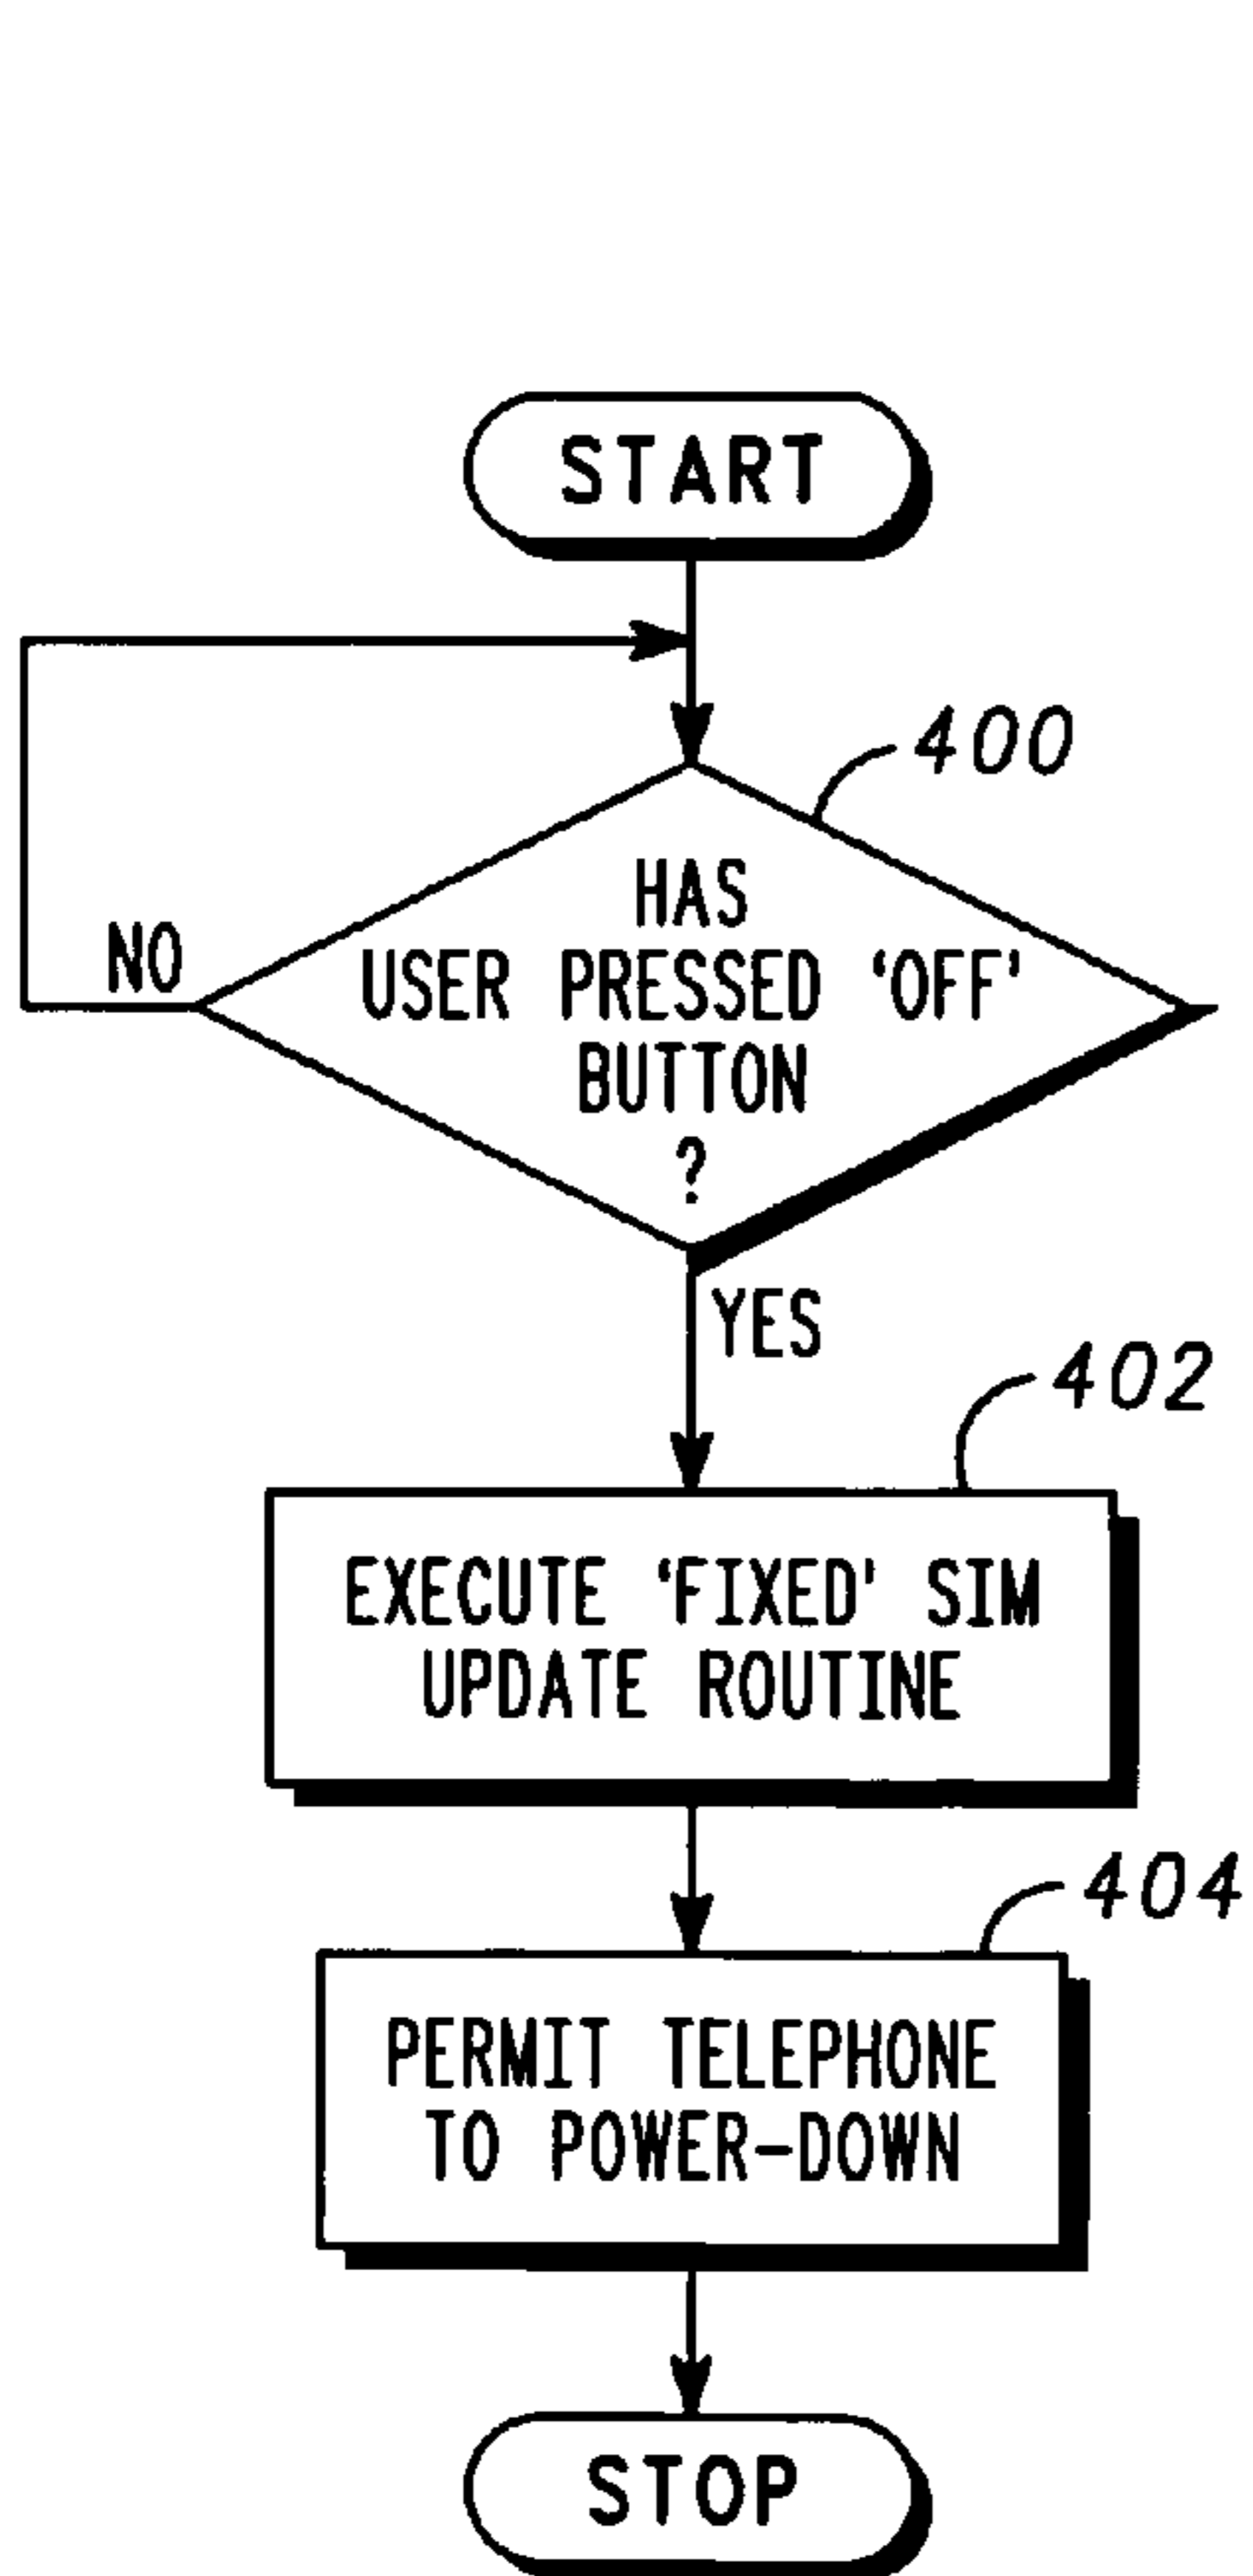 START
400
HAS
USER PRESSED 'OFF'
BUTTON
?
NO
YES
402
EXECUTE 'FIXED' SIM
UPDATE ROUTINE
404
PERMIT TELEPHONE
TO POWER-DOWN
STOP